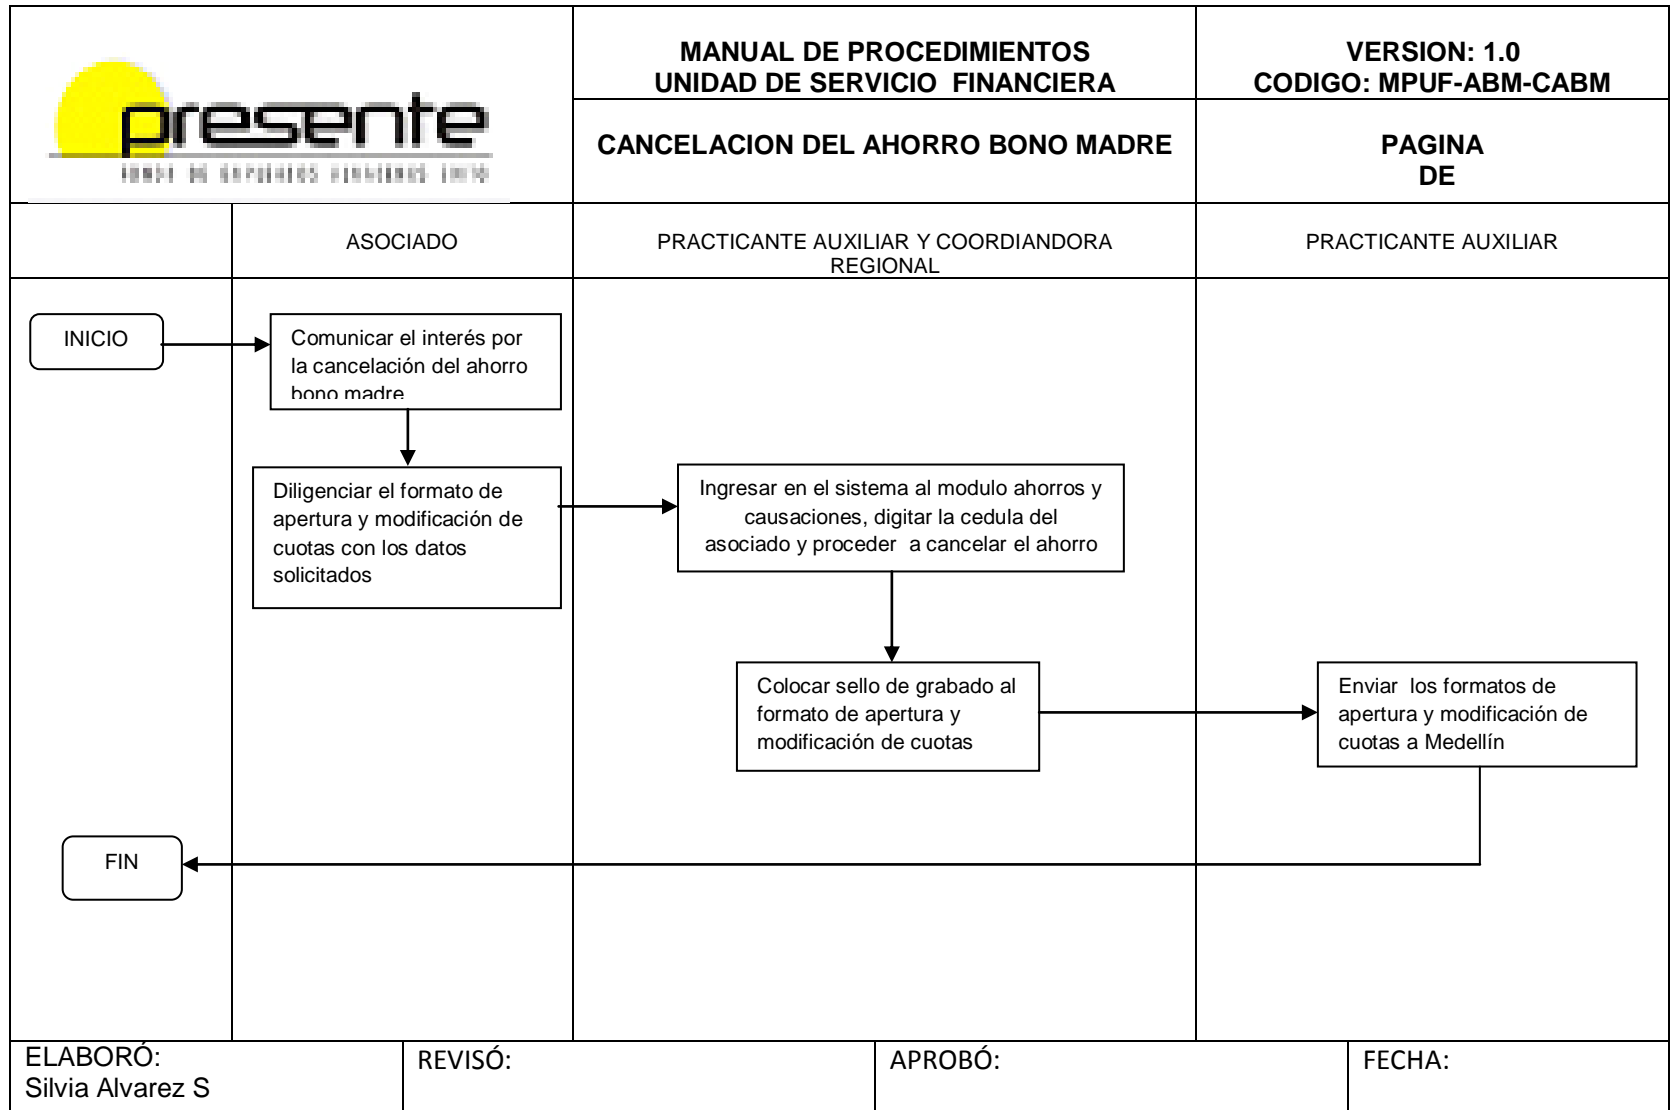 presente
MANUAL DE PROCEDIMIENTOS
UNIDAD DE SERVICIO FINANCIERA
VERSION: 1.0
CODIGO: MPUF-ABM-CABM
CANCELACION DEL AHORRO BONO MADRE
PAGINA
DE
ASOCIADO
PRACTICANTE AUXILIAR Y COORDIANDORA
REGIONAL
PRACTICANTE AUXILIAR
INICIO
Comunicar el interés por
la cancelación del ahorro
bono madre
Diligenciar el formato de
apertura y modificación de
cuotas con los datos
solicitados
Ingresar en el sistema al modulo ahorros y
causaciones, digitar la cedula del
asociado y proceder a cancelar el ahorro
Colocar sello de grabado al
formato de apertura y
modificación de cuotas
Enviar los formatos de
apertura y modificación de
cuotas a Medellín
FIN
ELABORÓ:
Silvia Alvarez S
REVISÓ:
APROBÓ:
FECHA: